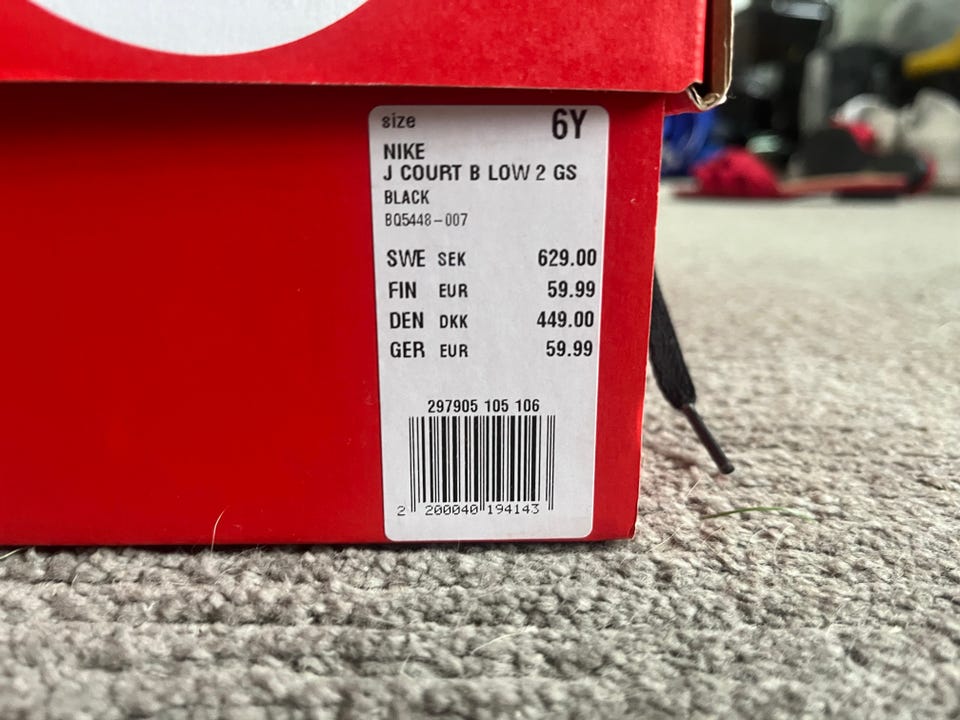 size 6Y
NIKE
J COURT B LOW 2 GS
BLACK
BQ5448-007
SWE SEK 629.00
FIN EUR 59.99
DEN DKK 449.00
GER EUR 59.99
297905 105 106
2 200040 194143